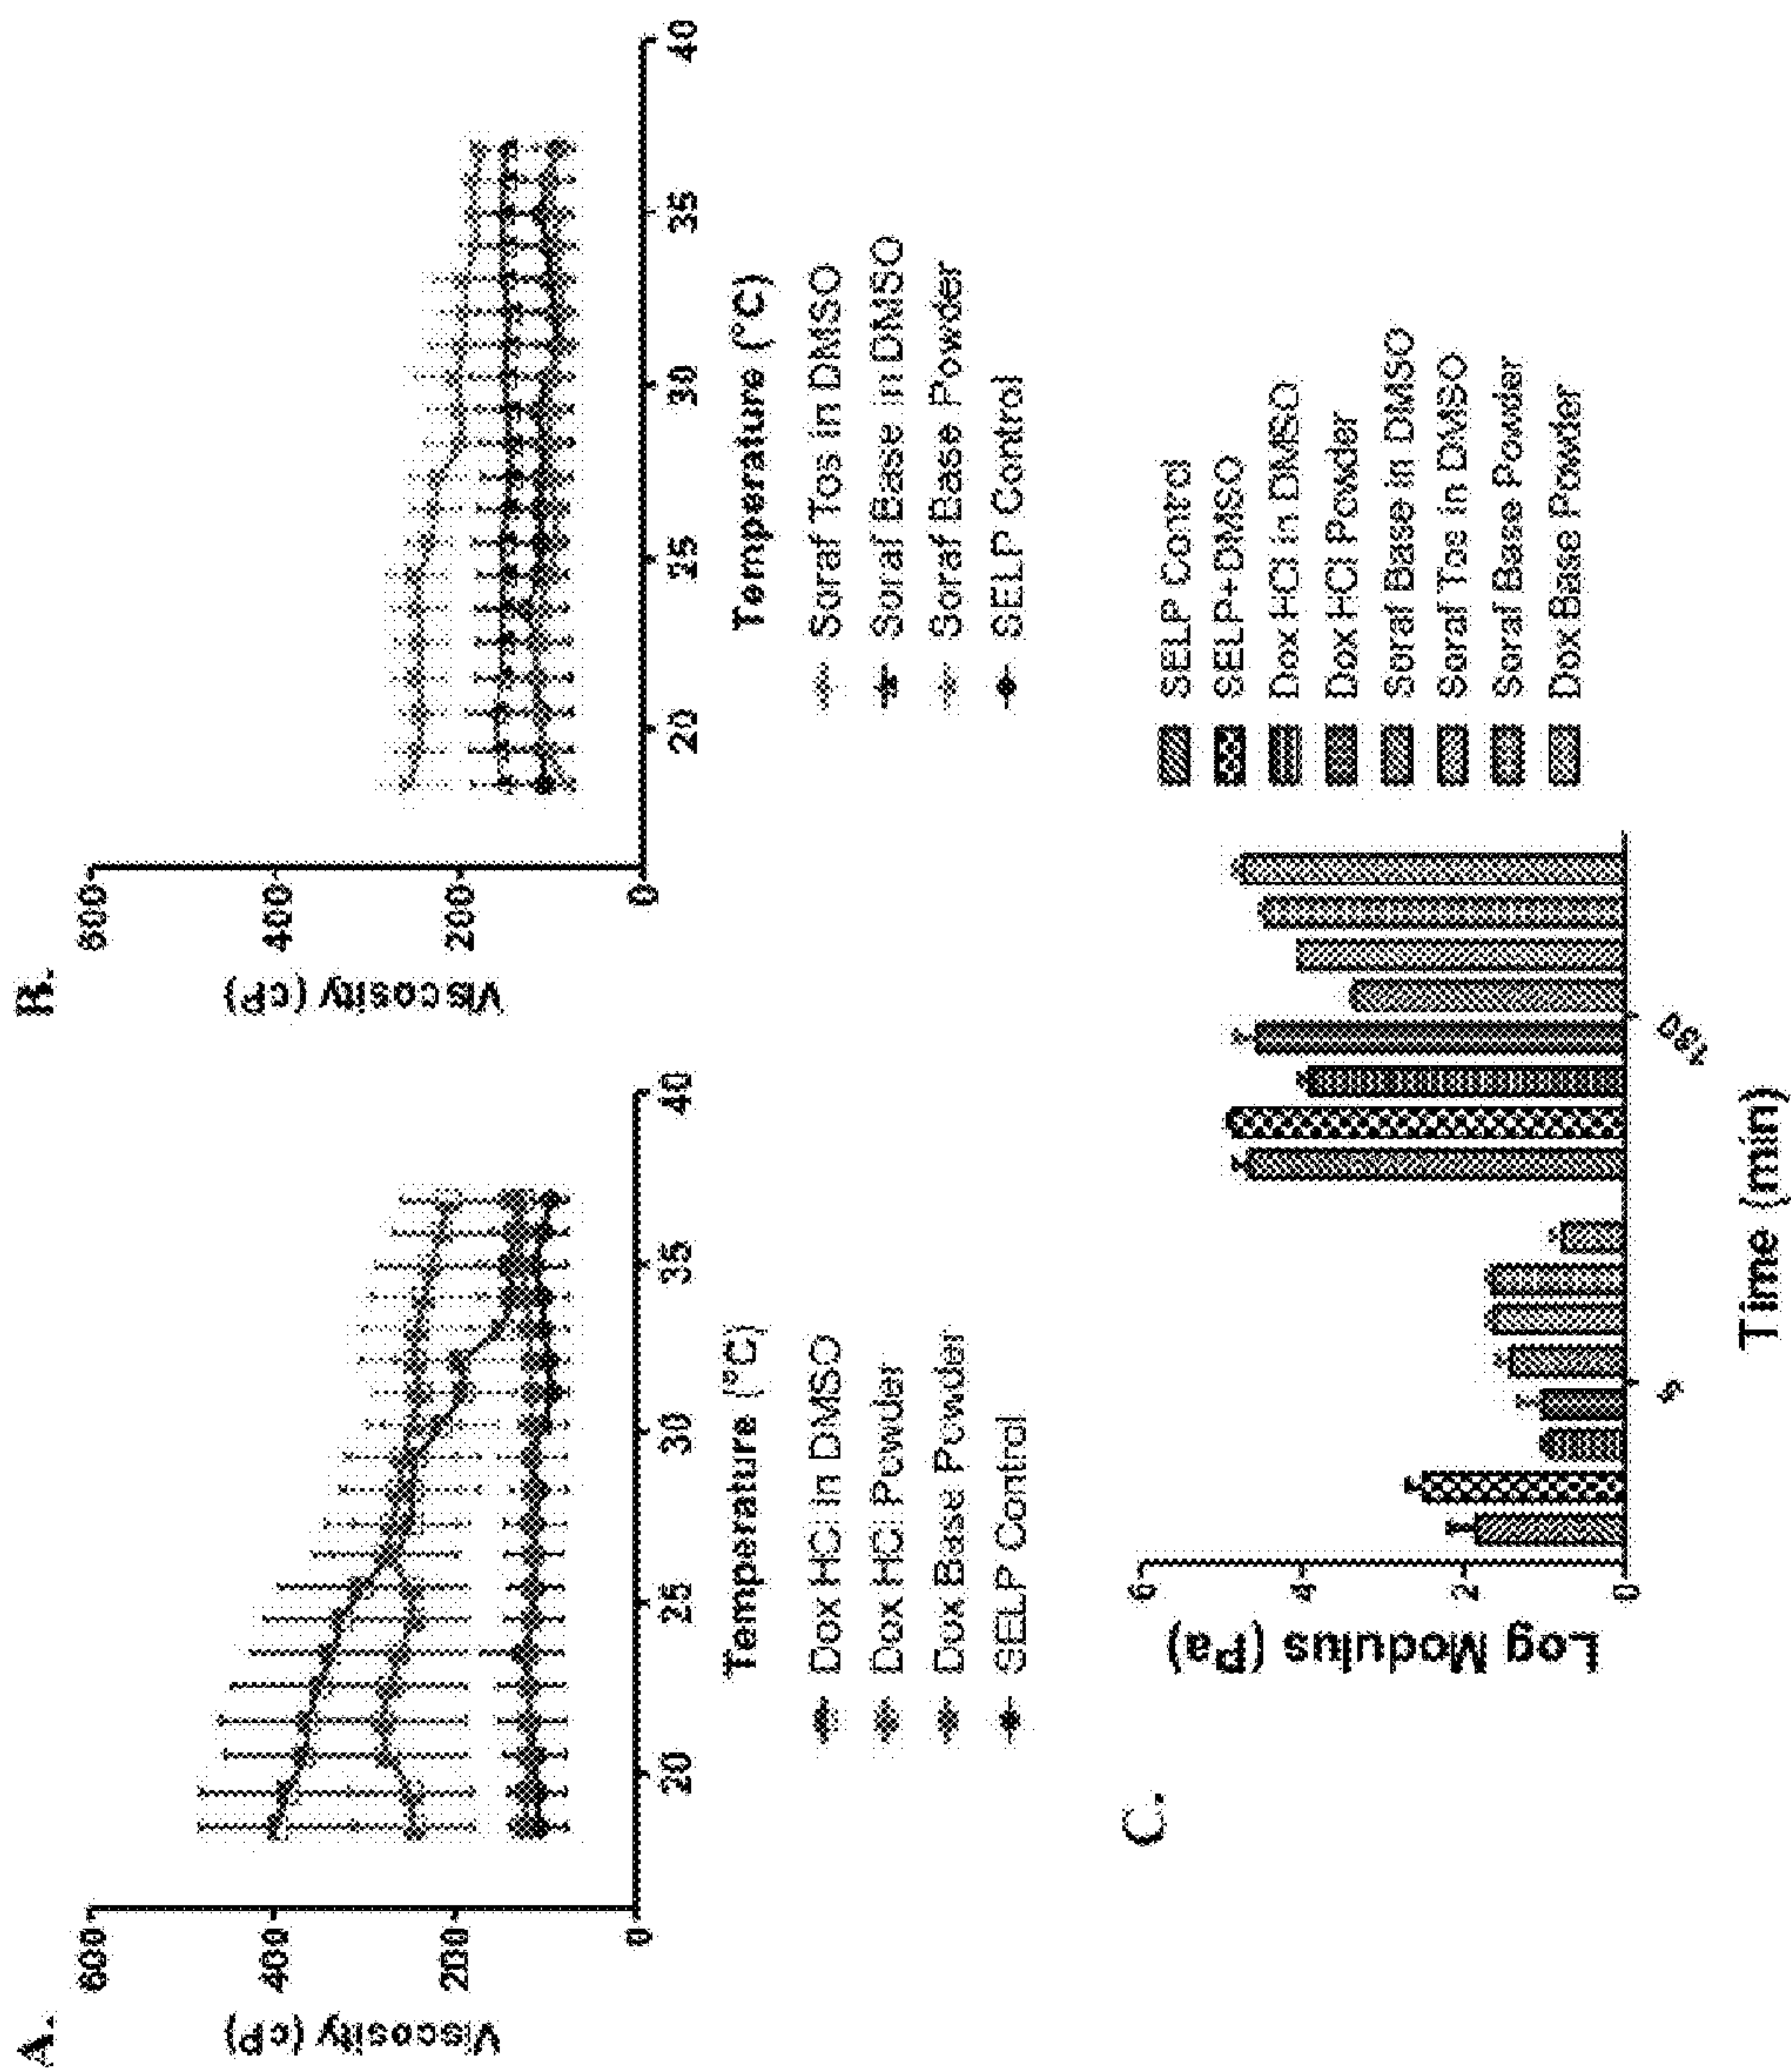 A.
Viscosity (cP)
600
400
200
0
20
25
30
35
40
Temperature (°C)
Dox HCl in DMSO
Dox HCl Powder
Dox Base Powder
SELP Control
B.
Viscosity (cP)
600
400
200
0
20
25
30
35
40
Temperature (°C)
Soraf Tos in DMSO
Soraf Base in DMSO
Soraf Base Powder
SELP Control
C.
Log Modulus (Pa)
6
4
2
0
5
180
Time (min)
SELP Control
SELP+DMSO
Dox HCl in DMSO
Dox HCl Powder
Soraf Base in DMSO
Soraf Tos in DMSO
Soraf Base Powder
Dox Base Powder